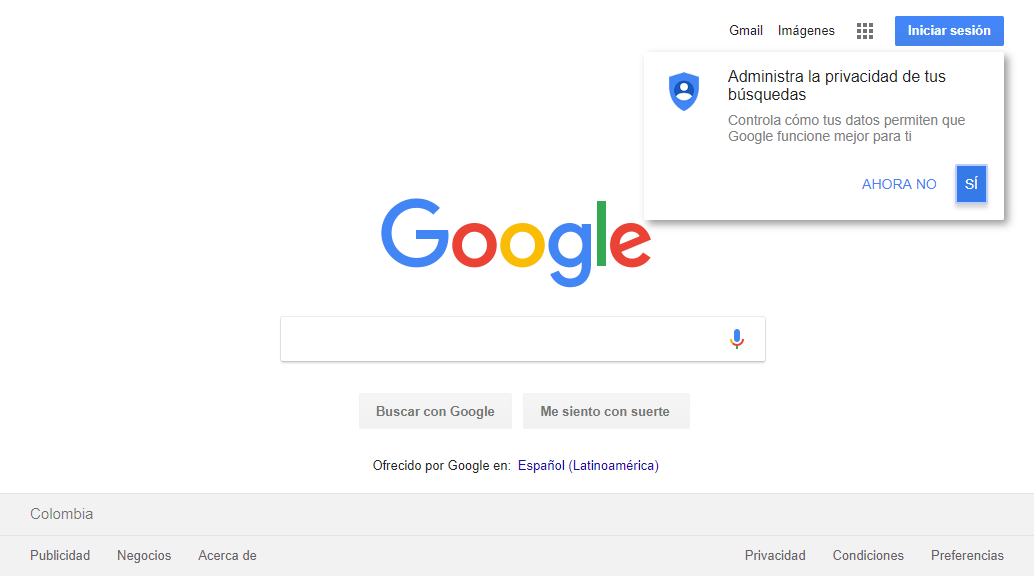 Gmail Imágenes Iniciar sesión
Administra la privacidad de tus
búsquedas
Controla cómo tus datos permiten que
Google funcione mejor para ti
AHORA NO SÍ
Google
Buscar con Google Me siento con suerte
Ofrecido por Google en: Español (Latinoamérica)
Colombia
Publicidad Negocios Acerca de Privacidad Condiciones Preferencias